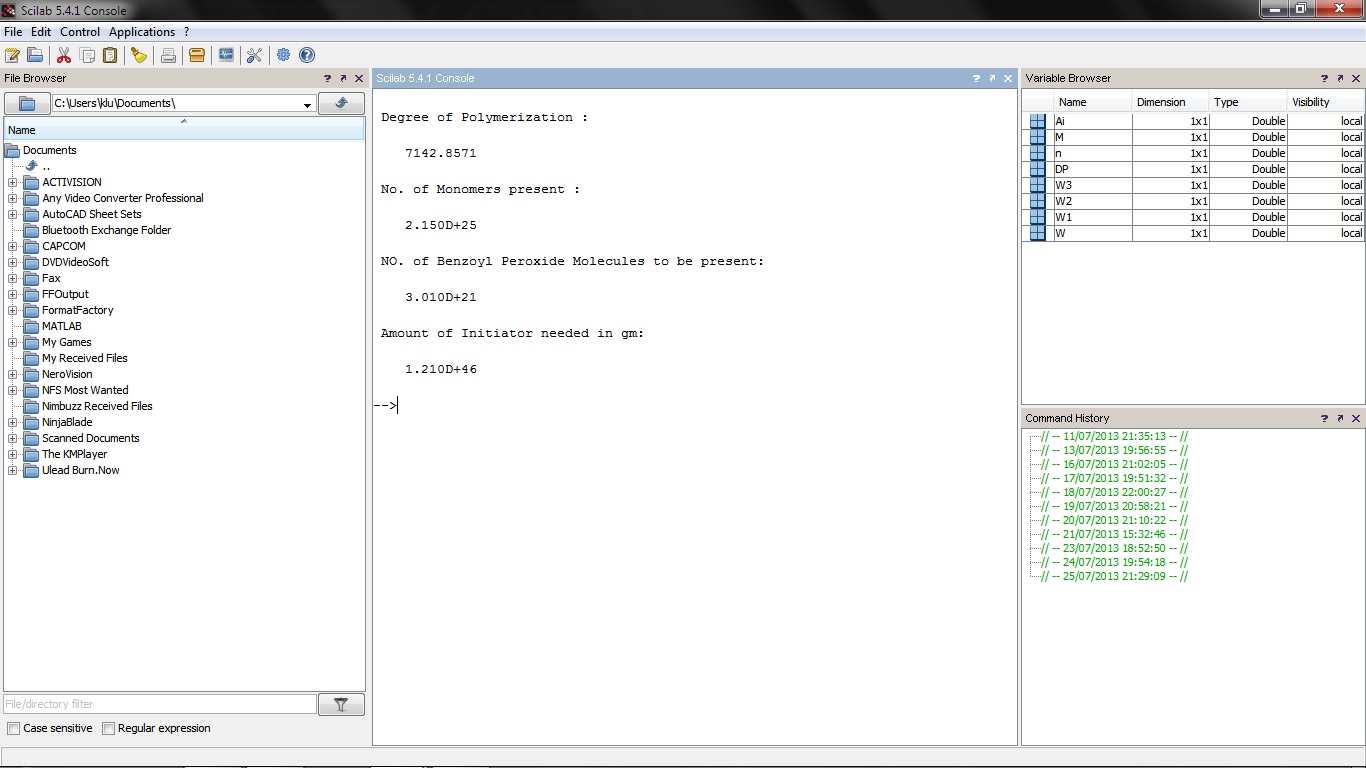 Scilab 5.4.1 Console
File Edit Control Applications ?
File Browser
C:\Users\klu\Documents\
Name
Documents
..
ACTIVISION
Any Video Converter Professional
AutoCAD Sheet Sets
Bluetooth Exchange Folder
CAPCOM
DVDVideoSoft
Fax
FFOutput
FormatFactory
MATLAB
My Games
My Received Files
NeroVision
NFS Most Wanted
Nimbuzz Received Files
NinjaBlade
Scanned Documents
The KMPlayer
Ulead Burn.Now
File/directory filter
Case sensitive Regular expression
Scilab 5.4.1 Console
Degree of Polymerization :
7142.8571
No. of Monomers present :
2.150D+25
NO. of Benzoyl Peroxide Molecules to be present:
3.010D+21
Amount of Initiator needed in gm:
1.210D+46
-->
Variable Browser
Name Dimension Type Visibility
Ai 1x1 Double local
M 1x1 Double local
n 1x1 Double local
DP 1x1 Double local
W3 1x1 Double local
W2 1x1 Double local
W1 1x1 Double local
W 1x1 Double local
Command History
// -- 11/07/2013 21:35:13 -- //
// -- 13/07/2013 19:56:55 -- //
// -- 16/07/2013 21:02:05 -- //
// -- 17/07/2013 19:51:32 -- //
// -- 18/07/2013 22:00:27 -- //
// -- 19/07/2013 20:58:21 -- //
// -- 20/07/2013 21:10:22 -- //
// -- 21/07/2013 15:32:46 -- //
// -- 23/07/2013 18:52:50 -- //
// -- 24/07/2013 19:54:18 -- //
// -- 25/07/2013 21:29:09 -- //